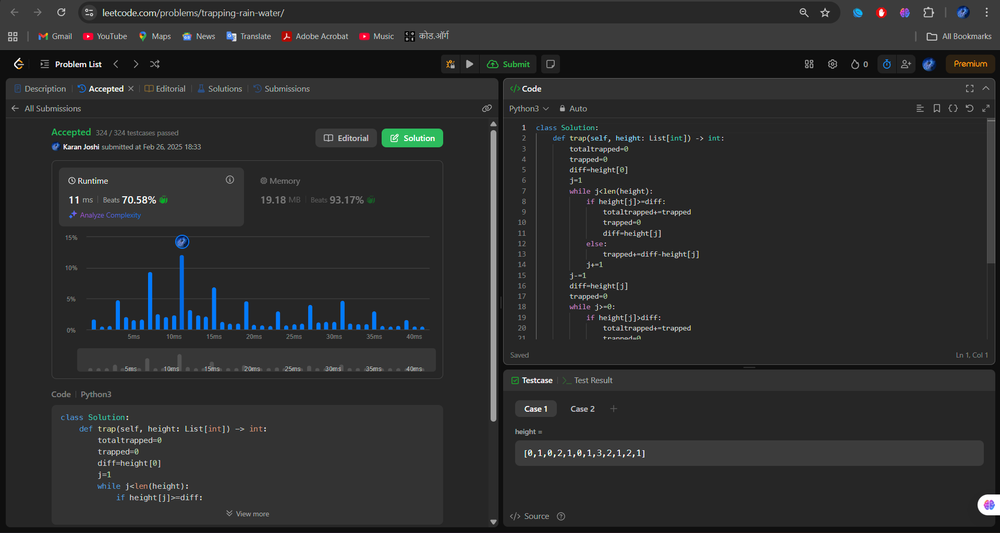 leetcode.com/problems/trapping-rain-water/
Gmail YouTube Maps News Translate Adobe Acrobat Music कोड.ऑर्ग All Bookmarks
Problem List Submit 0 Premium
Description Accepted Editorial Solutions Submissions
All Submissions
Accepted 324 / 324 testcases passed
Karan Joshi submitted at Feb 26, 2025 18:33
Editorial Solution
Runtime
11 ms Beats 70.58%
Analyze Complexity
Memory
19.18 MB Beats 93.17%
15%
10%
5%
0%
5ms 10ms 15ms 20ms 25ms 30ms 35ms 40ms
5ms 10ms 15ms 20ms 25ms 30ms 35ms 40ms
Code Python3
class Solution:
def trap(self, height: List[int]) -> int:
totaltrapped=0
trapped=0
diff=height[0]
j=1
while j<len(height):
if height[j]>=diff:
View more
</> Code
Python3 Auto
1 class Solution:
2 def trap(self, height: List[int]) -> int:
3 totaltrapped=0
4 trapped=0
5 diff=height[0]
6 j=1
7 while j<len(height):
8 if height[j]>=diff:
9 totaltrapped+=trapped
10 trapped=0
11 diff=height[j]
12 else:
13 trapped+=diff-height[j]
14 j+=1
15 j-=1
16 diff=height[j]
17 trapped=0
18 while j>=0:
19 if height[j]>diff:
20 totaltrapped+=trapped
21 trapped=0
Saved Ln 1, Col 1
Testcase Test Result
Case 1 Case 2 +
height =
[0,1,0,2,1,0,1,3,2,1,2,1]
</> Source